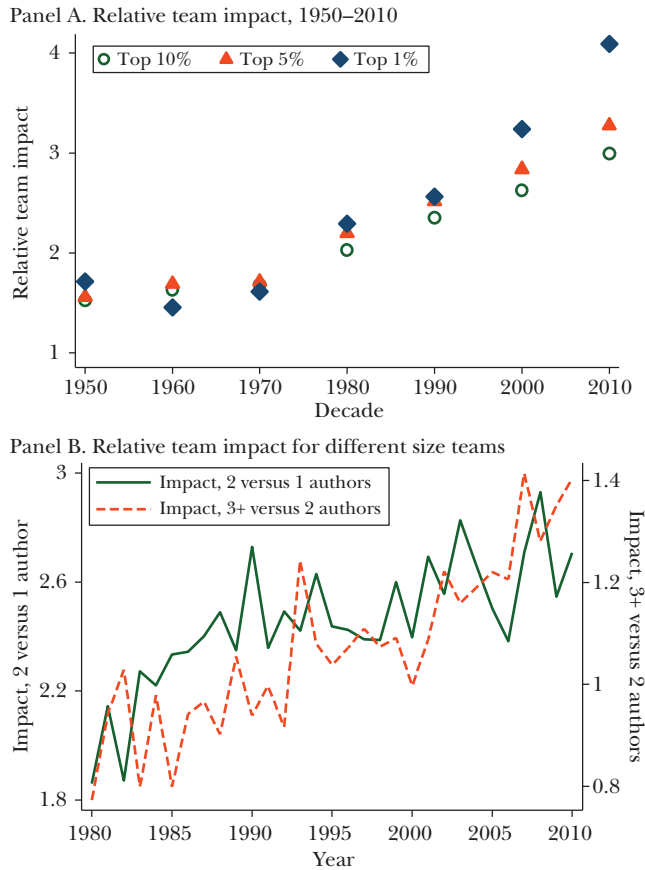 Panel A. Relative team impact, 1950–2010
Relative team impact
4
3
2
1
Top 10% Top 5% Top 1%
1950 1960 1970 1980 1990 2000 2010
Decade
Panel B. Relative team impact for different size teams
Impact, 2 versus 1 author
3
2.6
2.2
1.8
Impact, 2 versus 1 authors
Impact, 3+ versus 2 authors
1.4
1.2
1
0.8
Impact, 3+ versus 2 authors
1980 1985 1990 1995 2000 2005 2010
Year